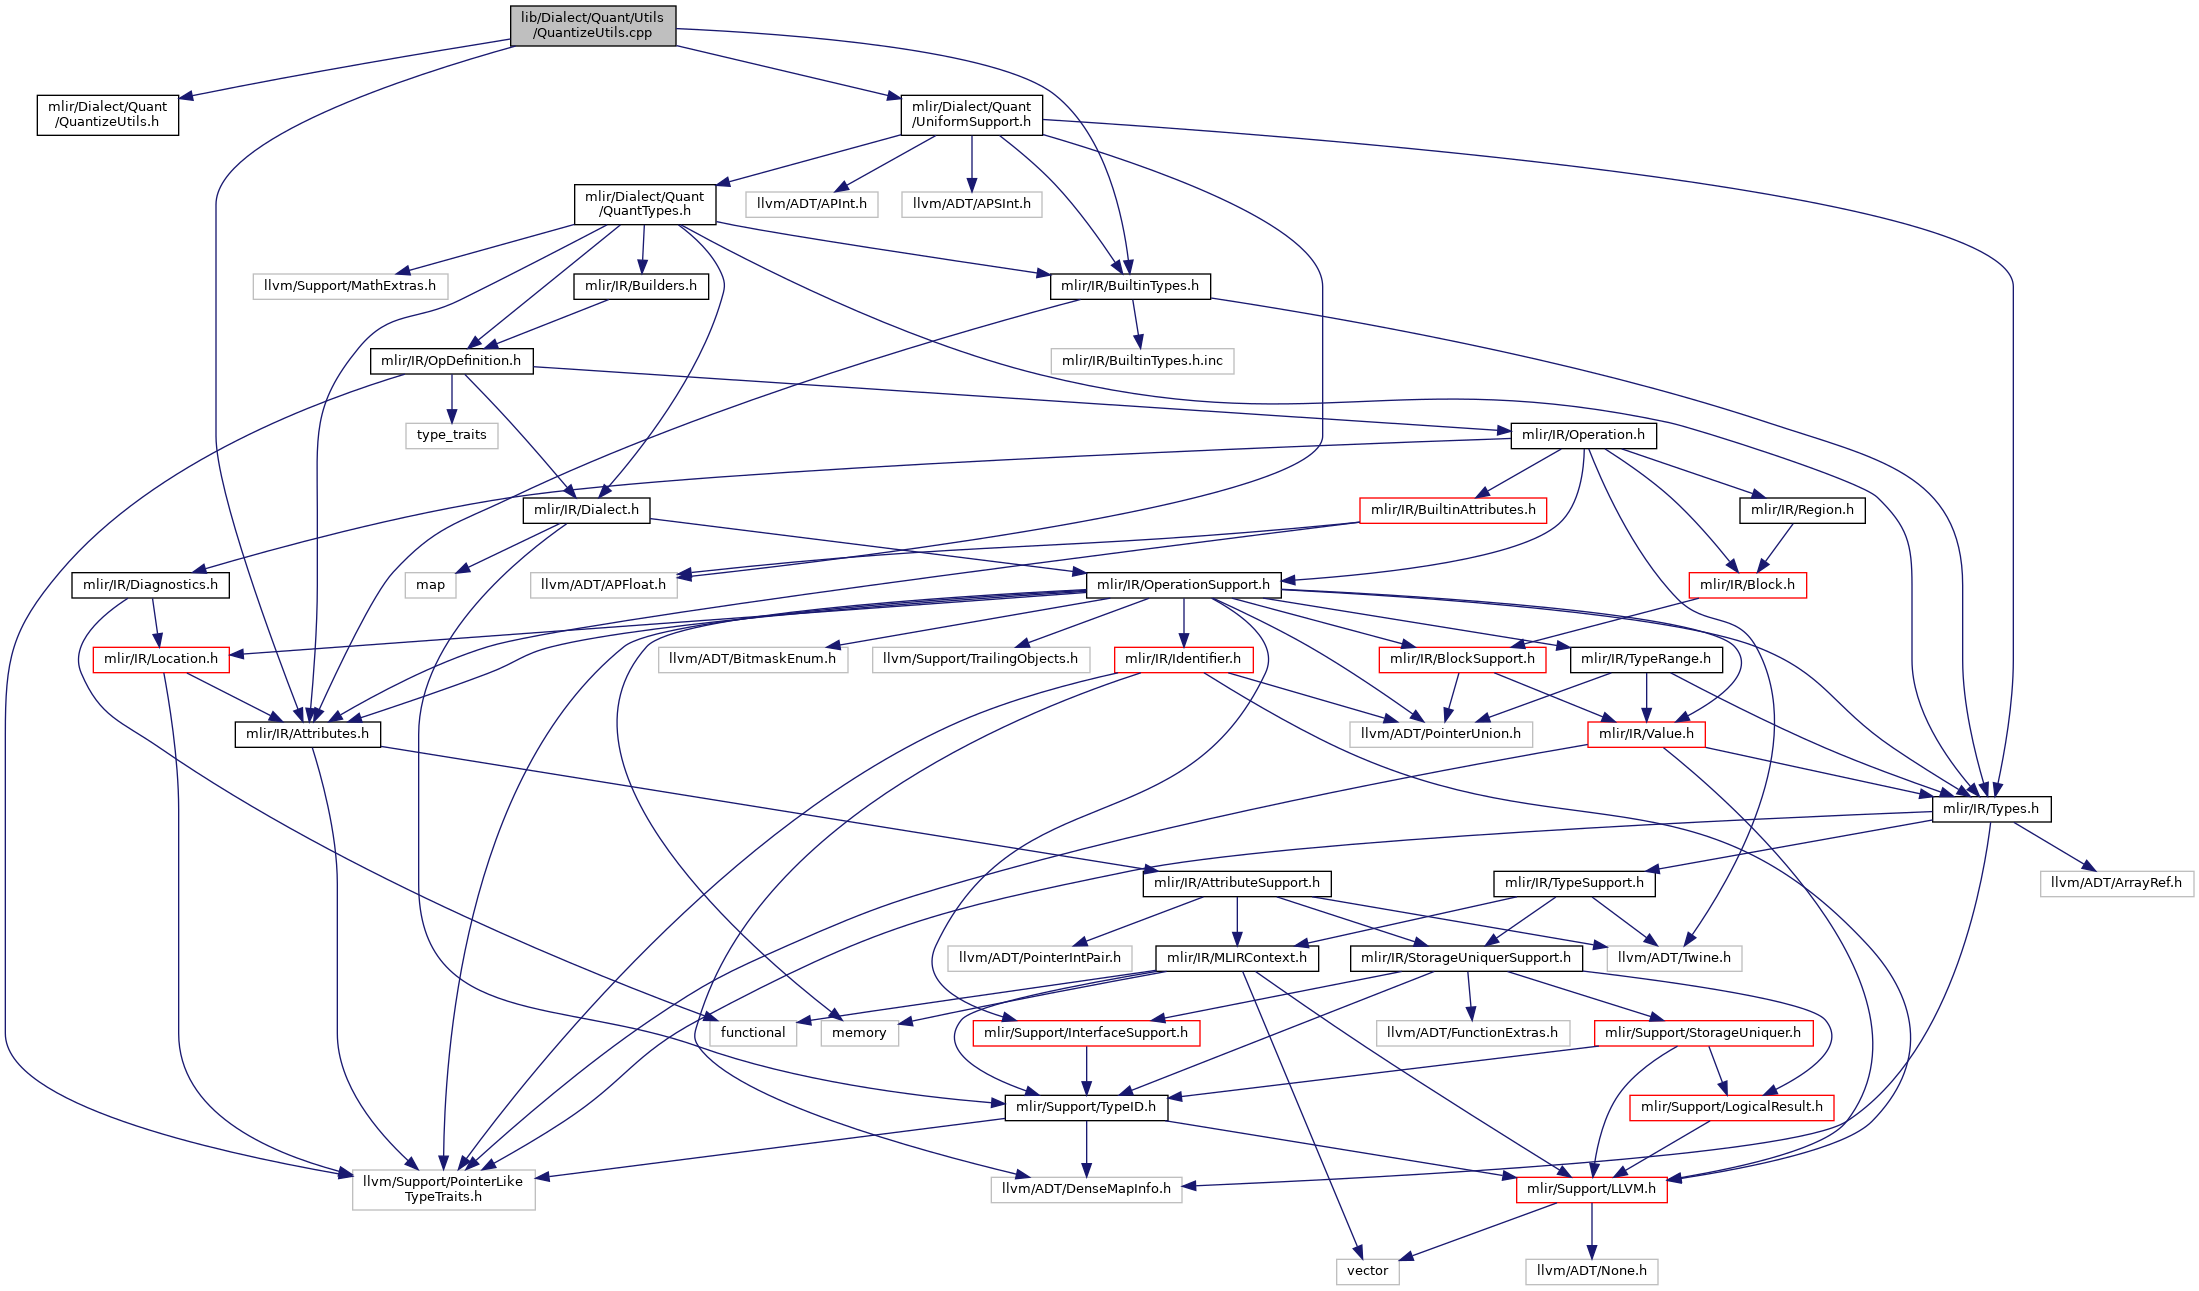 lib/Dialect/Quant/Utils
/QuantizeUtils.cpp
mlir/Dialect/Quant
/QuantizeUtils.h
mlir/Dialect/Quant
/UniformSupport.h
mlir/Dialect/Quant
/QuantTypes.h
llvm/ADT/APInt.h
llvm/ADT/APSInt.h
llvm/Support/MathExtras.h
mlir/IR/Builders.h
mlir/IR/BuiltinTypes.h
mlir/IR/OpDefinition.h
mlir/IR/BuiltinTypes.h.inc
type_traits
mlir/IR/Operation.h
mlir/IR/Dialect.h
mlir/IR/BuiltinAttributes.h
mlir/IR/Region.h
mlir/IR/Diagnostics.h
map
llvm/ADT/APFloat.h
mlir/IR/OperationSupport.h
mlir/IR/Block.h
mlir/IR/Location.h
llvm/ADT/BitmaskEnum.h
llvm/Support/TrailingObjects.h
mlir/IR/Identifier.h
mlir/IR/BlockSupport.h
mlir/IR/TypeRange.h
mlir/IR/Attributes.h
llvm/ADT/PointerUnion.h
mlir/IR/Value.h
mlir/IR/Types.h
mlir/IR/AttributeSupport.h
mlir/IR/TypeSupport.h
llvm/ADT/ArrayRef.h
llvm/ADT/PointerIntPair.h
mlir/IR/MLIRContext.h
mlir/IR/StorageUniquerSupport.h
llvm/ADT/Twine.h
functional
memory
mlir/Support/InterfaceSupport.h
llvm/ADT/FunctionExtras.h
mlir/Support/StorageUniquer.h
mlir/Support/TypeID.h
mlir/Support/LogicalResult.h
llvm/Support/PointerLike
TypeTraits.h
llvm/ADT/DenseMapInfo.h
mlir/Support/LLVM.h
vector
llvm/ADT/None.h